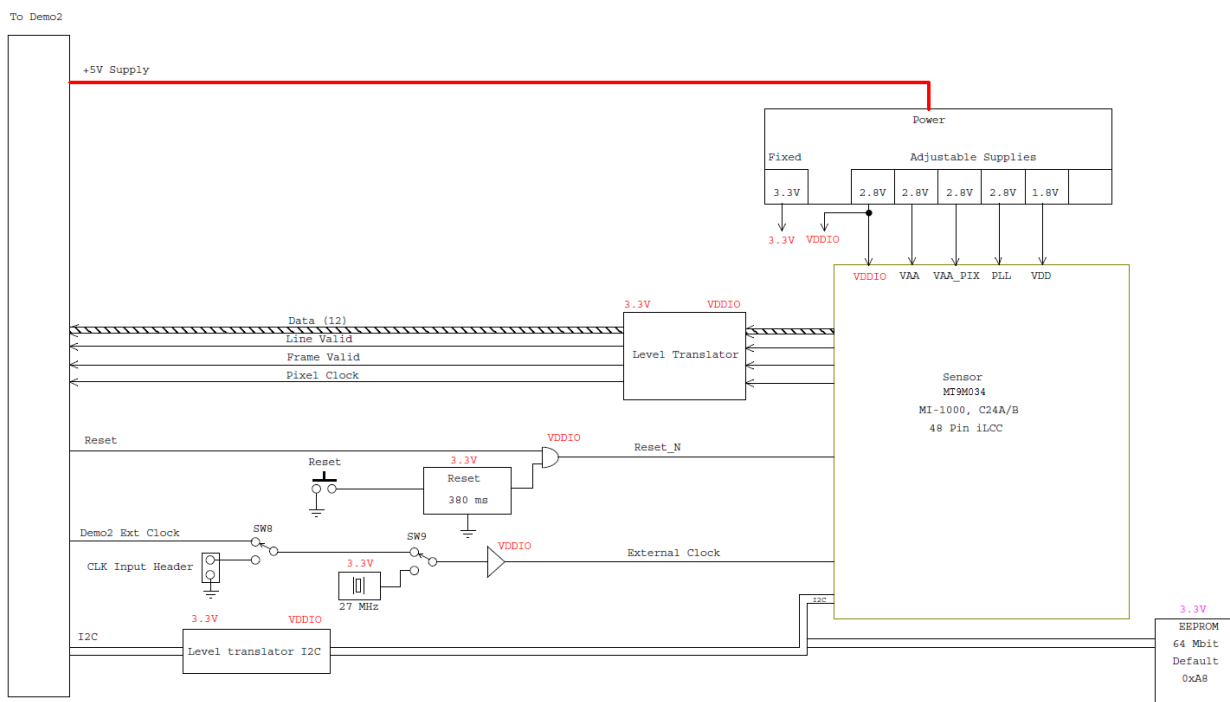 To Demo2
+5V Supply
Power
Fixed
Adjustable Supplies
3.3V
2.8V
2.8V
2.8V
2.8V
1.8V
3.3V
VDDIO
VDDIO
VAA
VAA_PIX
PLL
VDD
3.3V
VDDIO
Data (12)
Line Valid
Frame Valid
Pixel Clock
Level Translator
Sensor
MT9M034
MI-1000, C24A/B
48 Pin iLCC
Reset
VDDIO
Reset_N
Reset
3.3V
Reset
380 ms
Demo2 Ext Clock
SW8
SW9
VDDIO
External Clock
CLK Input Header
3.3V
27 MHz
I2C
3.3V
VDDIO
I2C
Level translator I2C
3.3V
EEPROM
64 Mbit
Default
0xA8